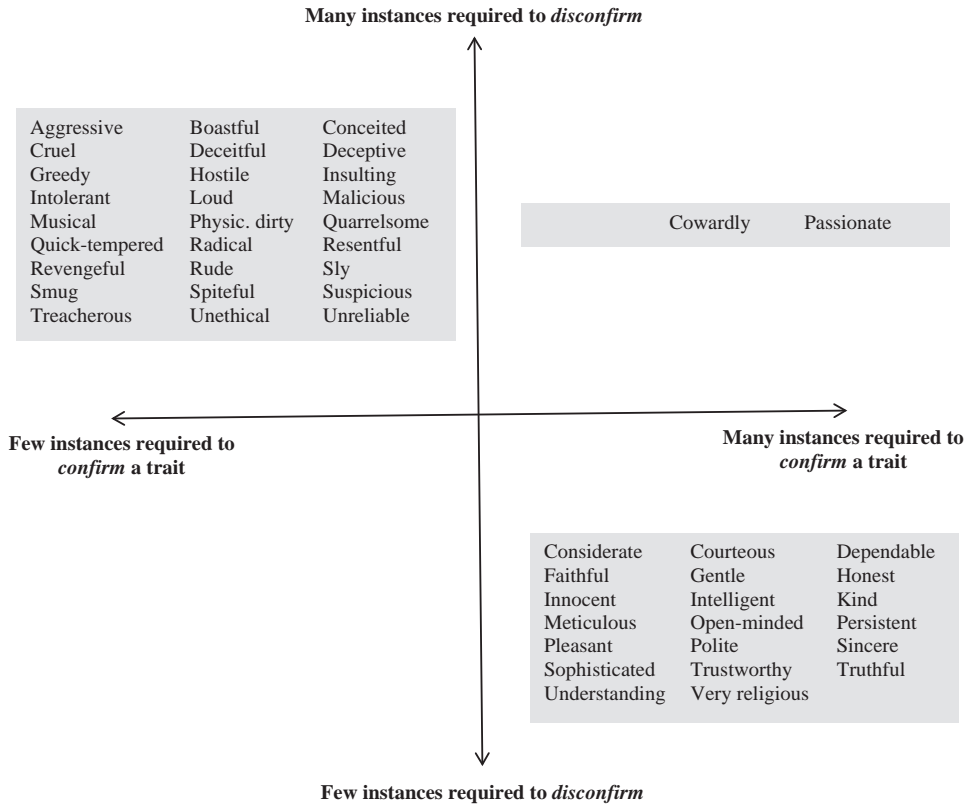 Many instances required to disconfirm
Aggressive Boastful Conceited
Cruel Deceitful Deceptive
Greedy Hostile Insulting
Intolerant Loud Malicious
Musical Physic. dirty Quarrelsome
Quick-tempered Radical Resentful
Revengeful Rude Sly
Smug Spiteful Suspicious
Treacherous Unethical Unreliable
Cowardly Passionate
Few instances required to
confirm a trait
Many instances required to
confirm a trait
Considerate Courteous Dependable
Faithful Gentle Honest
Innocent Intelligent Kind
Meticulous Open-minded Persistent
Pleasant Polite Sincere
Sophisticated Trustworthy Truthful
Understanding Very religious
Few instances required to disconfirm